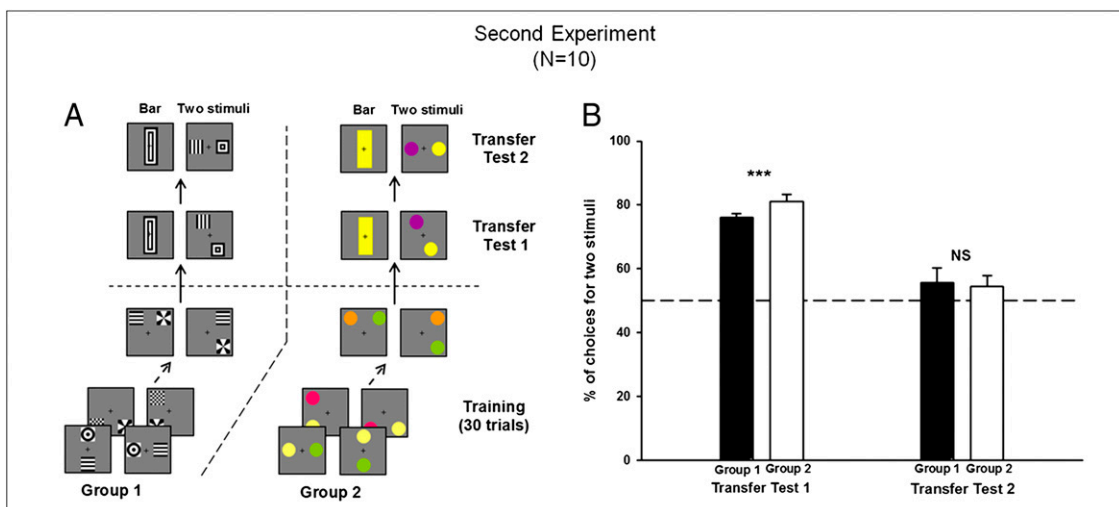 Second Experiment
(N=10)
A
Bar Two stimuli
Bar Two stimuli
Transfer
Test 2
Transfer
Test 1
Training
(30 trials)
Group 1
Group 2
B
% of choices for two stimuli
100
80
60
40
20
0
***
NS
Group 1 Group 2
Transfer Test 1
Group 1 Group 2
Transfer Test 2